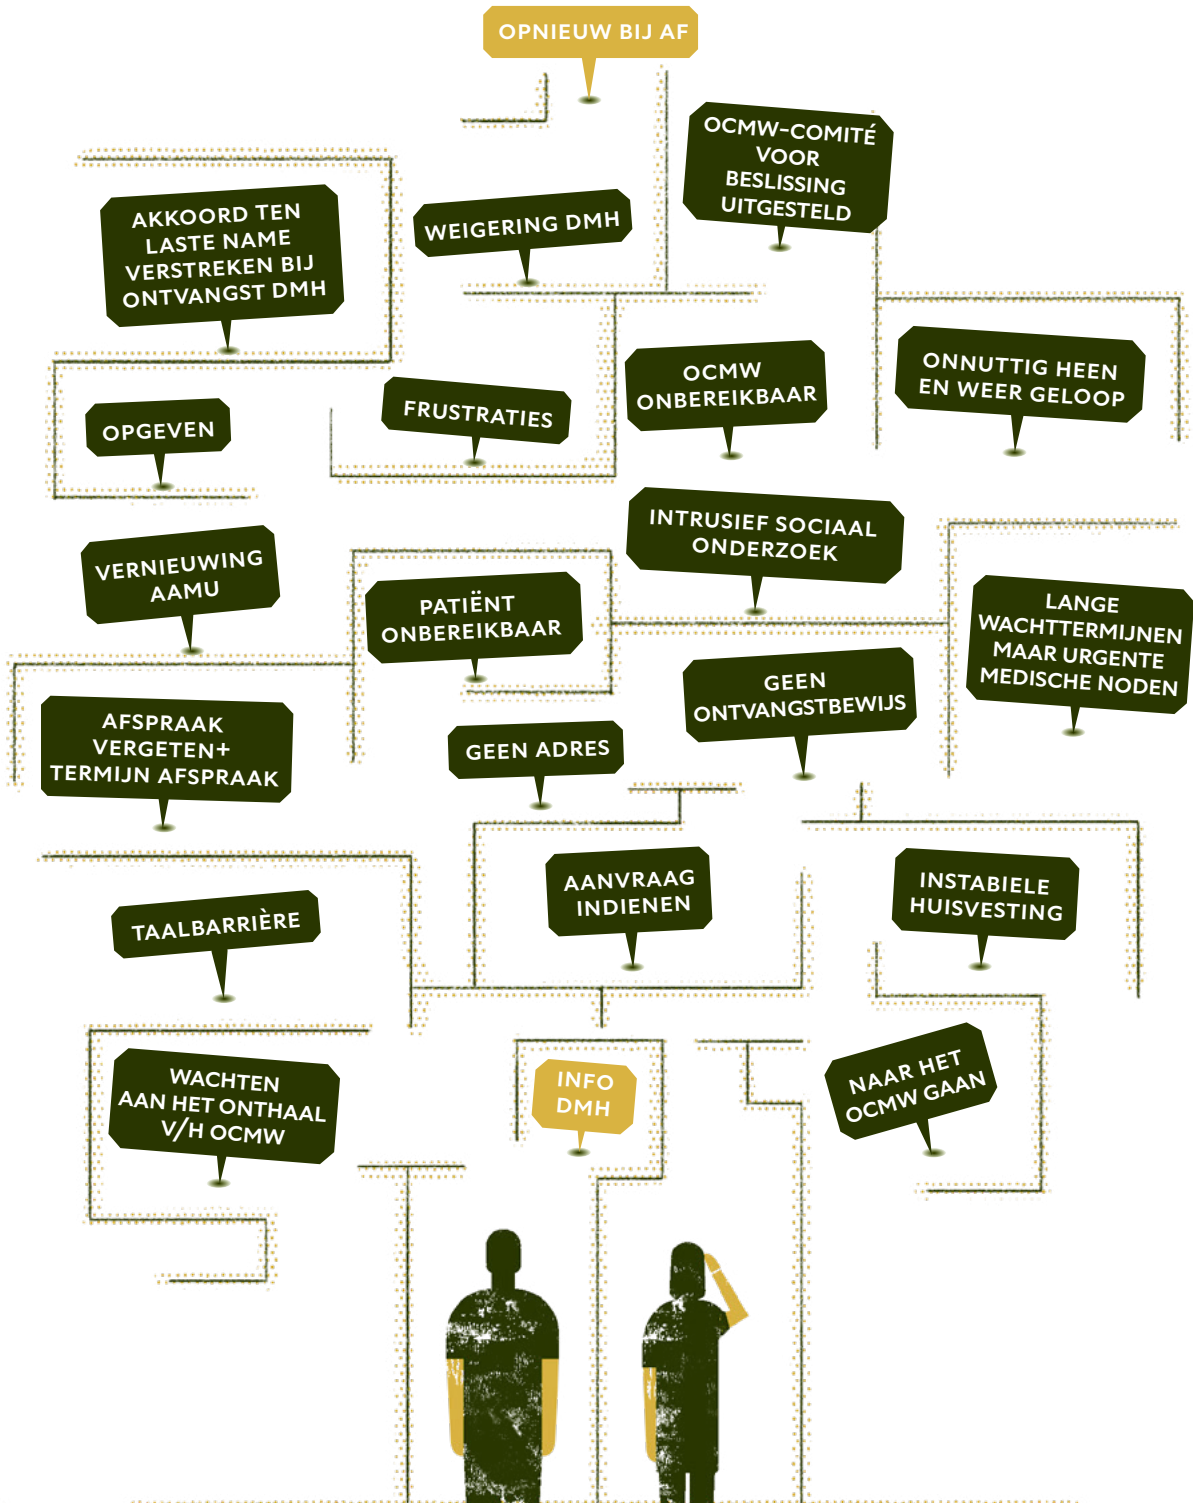 OPNIEUW BIJ AF
OCMW-COMITÉ
VOOR
BESLISSING
UITGESTELD
AKKOORD TEN
LASTE NAME
VERSTREKEN BIJ
ONTVANGST DMH
WEIGERING DMH
ONNUTTIG HEEN
EN WEER GELOOP
OCMW
ONBEREIKBAAR
FRUSTRATIES
OPGEVEN
INTRUSIEF SOCIAAL
ONDERZOEK
VERNIEUWING
AAMU
PATIËNT
ONBEREIKBAAR
LANGE
WACHTTERMIJNEN
MAAR URGENTE
MEDISCHE NODEN
GEEN
ONTVANGSTBEWIJS
AFSPRAAK
VERGETEN+
TERMIJN AFSPRAAK
GEEN ADRES
AANVRAAG
INDIENEN
INSTABIELE
HUISVESTING
TAALBARRIÈRE
WACHTEN
AAN HET ONTHAAL
V/H OCMW
INFO
DMH
NAAR HET
OCMW GAAN